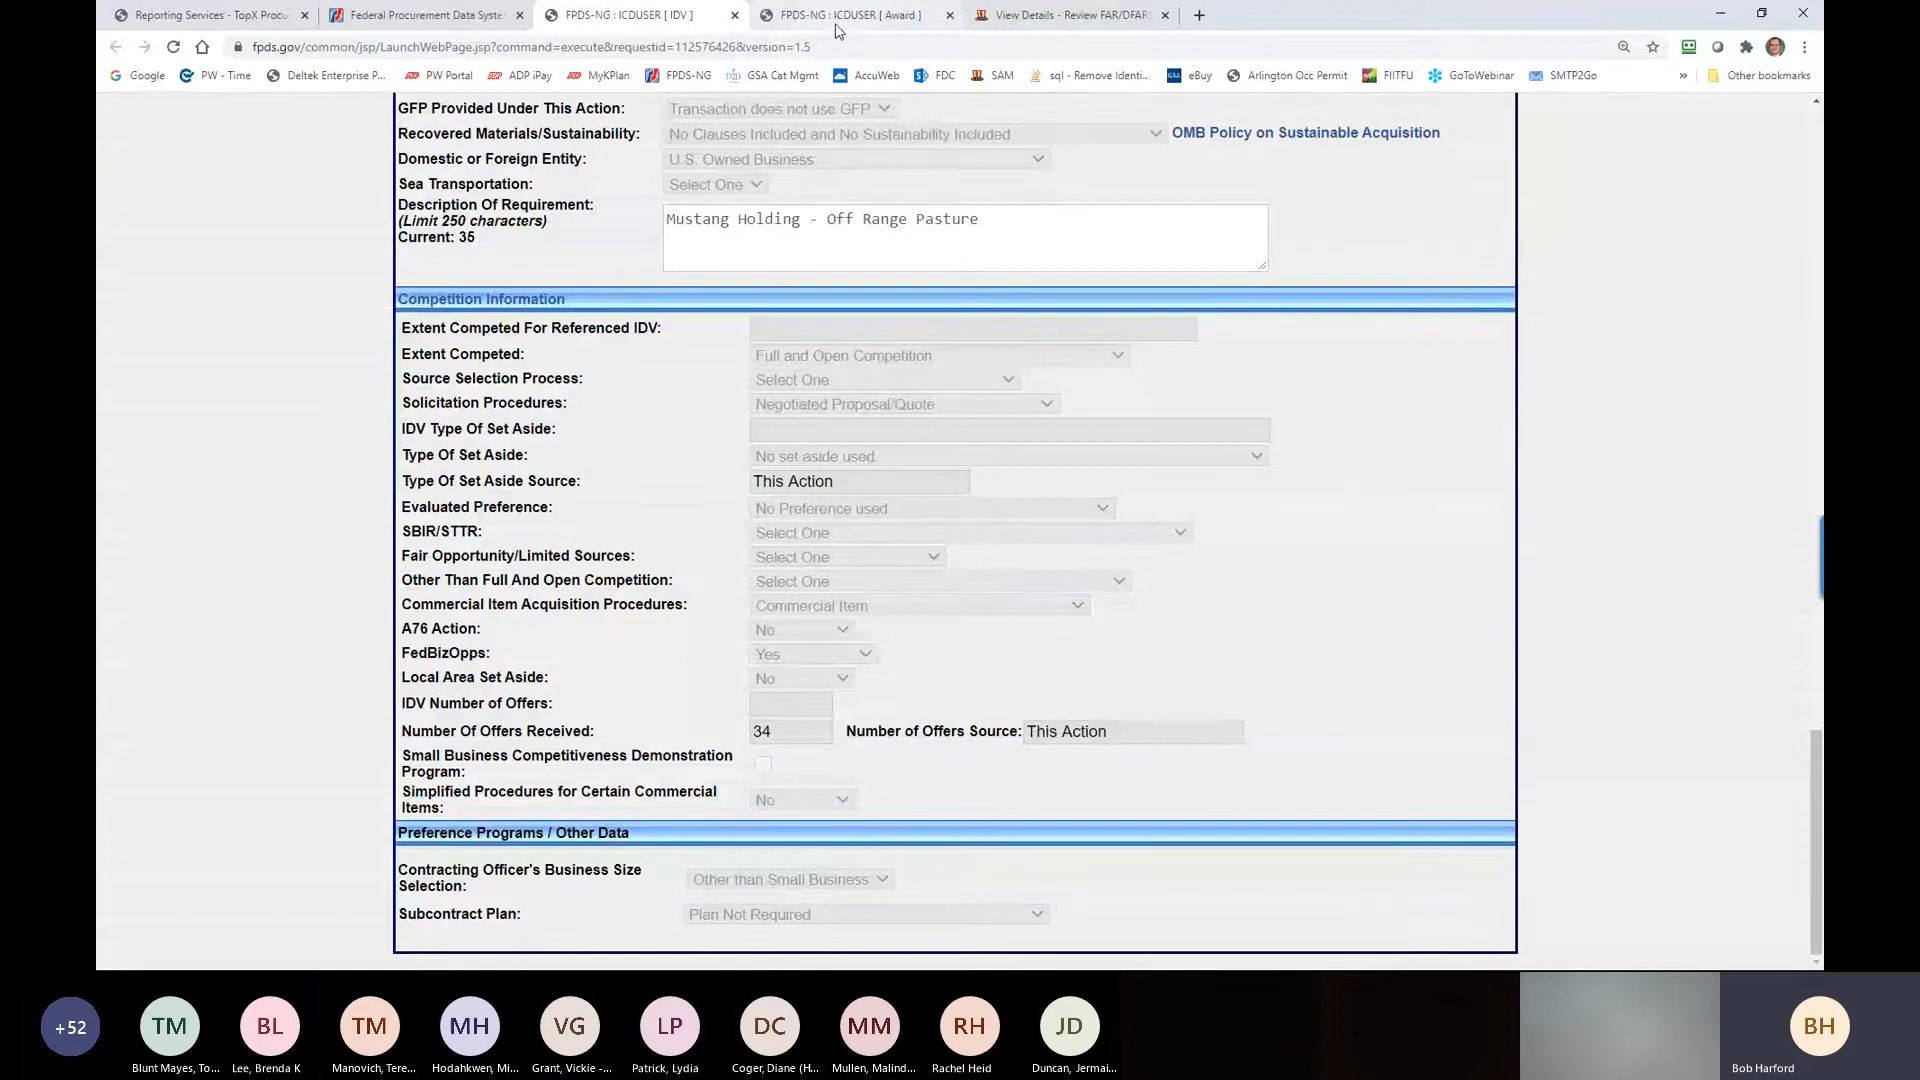 Reporting Services - TopX Procu
Federal Procurement Data Syste
FPDS-NG : ICDUSER [ IDV ]
FPDS-NG : ICDUSER [ Award ]
View Details - Review FAR/DFARS
fpds.gov/common/jsp/LaunchWebPage.jsp?command=execute&requestid=112576426&version=1.5
Google
PW - Time
Deltek Enterprise P...
PW Portal
ADP iPay
MyKPlan
FPDS-NG
GSA Cat Mgmt
AccuWeb
FDC
SAM
sql - Remove Identi...
eBuy
Arlington Occ Permit
FIITFU
GoToWebinar
SMTP2Go
»
Other bookmarks
GFP Provided Under This Action: Transaction does not use GFP
Recovered Materials/Sustainability: No Clauses Included and No Sustainability Included OMB Policy on Sustainable Acquisition
Domestic or Foreign Entity: U.S. Owned Business
Sea Transportation: Select One
Description Of Requirement:
(Limit 250 characters)
Current: 35
Mustang Holding - Off Range Pasture
Competition Information
Extent Competed For Referenced IDV:
Extent Competed: Full and Open Competition
Source Selection Process: Select One
Solicitation Procedures: Negotiated Proposal/Quote
IDV Type Of Set Aside:
Type Of Set Aside: No set aside used.
Type Of Set Aside Source: This Action
Evaluated Preference: No Preference used
SBIR/STTR: Select One
Fair Opportunity/Limited Sources: Select One
Other Than Full And Open Competition: Select One
Commercial Item Acquisition Procedures: Commercial Item
A76 Action: No
FedBizOpps: Yes
Local Area Set Aside: No
IDV Number of Offers:
Number Of Offers Received: 34 Number of Offers Source: This Action
Small Business Competitiveness Demonstration
Program:
Simplified Procedures for Certain Commercial
Items: No
Preference Programs / Other Data
Contracting Officer's Business Size
Selection: Other than Small Business
Subcontract Plan: Plan Not Required
+52
TM
BL
TM
MH
VG
LP
DC
MM
RH
JD
BH
Blunt Mayes, To...
Lee, Brenda K
Manovich, Tere...
Hodahkwen, Mi...
Grant, Vickie -...
Patrick, Lydia
Coger, Diane (H...
Mullen, Malind...
Rachel Heid
Duncan, Jermai...
Bob Harford